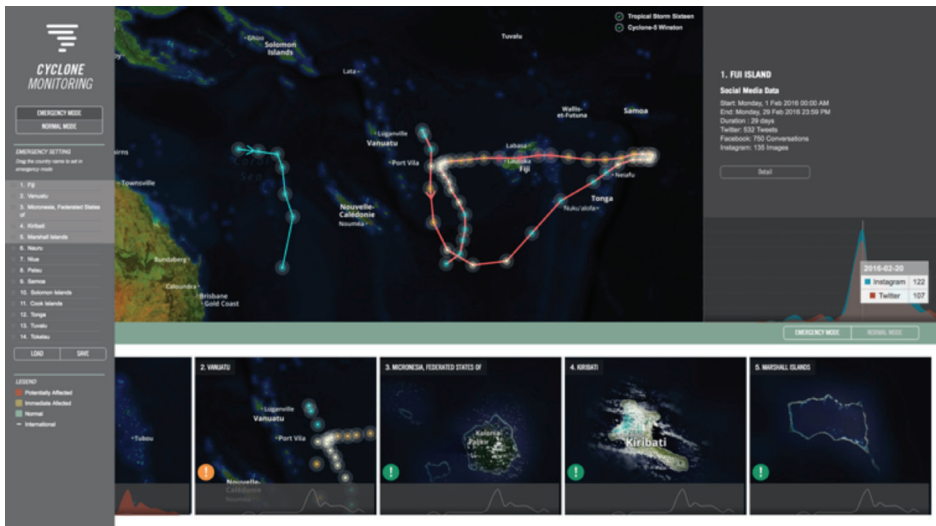 CYCLONE
MONITORING
EMERGENCY MODE
NORMAL MODE
EMERGENCY SETTING
Drag the country name to set in
emergency mode
1. Fiji
2. Vanuatu
3. Micronesia, Federated States
of
4. Kiribati
5. Marshall Islands
6. Nauru
7. Niue
8. Palau
9. Samoa
10. Solomon Islands
11. Cook Islands
12. Tonga
13. Tuvalu
14. Tokelau
LOAD
SAVE
LEGEND
Potentially Affected
Immediate Affected
Normal
International
Tropical Storm Sixteen
Cyclone-5 Winston
Solomon
Islands
Tuvalu
Lata
Wallis-
et-Futuna
Samoa
Luganville
Vanuatu
Port Vila
Labasa
Lautoka
Fiji
Neiafu
Tonga
Nuku'alofa
Nouvelle-
Calédonie
Nouméa
Townsville
Bundaberg
Caloundra
Brisbane
Gold Coast
1. FIJI ISLAND
Social Media Data
Start: Monday, 1 Feb 2016 00:00 AM
End: Monday, 29 Feb 2016 23:59 PM
Duration : 29 days
Twitter: 532 Tweets
Facebook: 750 Conversations
Instagram: 135 Images
Detail
2016-02-20
Instagram 122
Twitter 107
EMERGENCY MODE
NORMAL MODE
Tubou
2. VANUATU
Luganville
Vanuatu
Port Vila
Nouvelle-
Calédonie
3. MICRONESIA, FEDERATED STATES OF
Kolonia
Palikir
4. KIRIBATI
Kiribati
5. MARSHALL ISLANDS